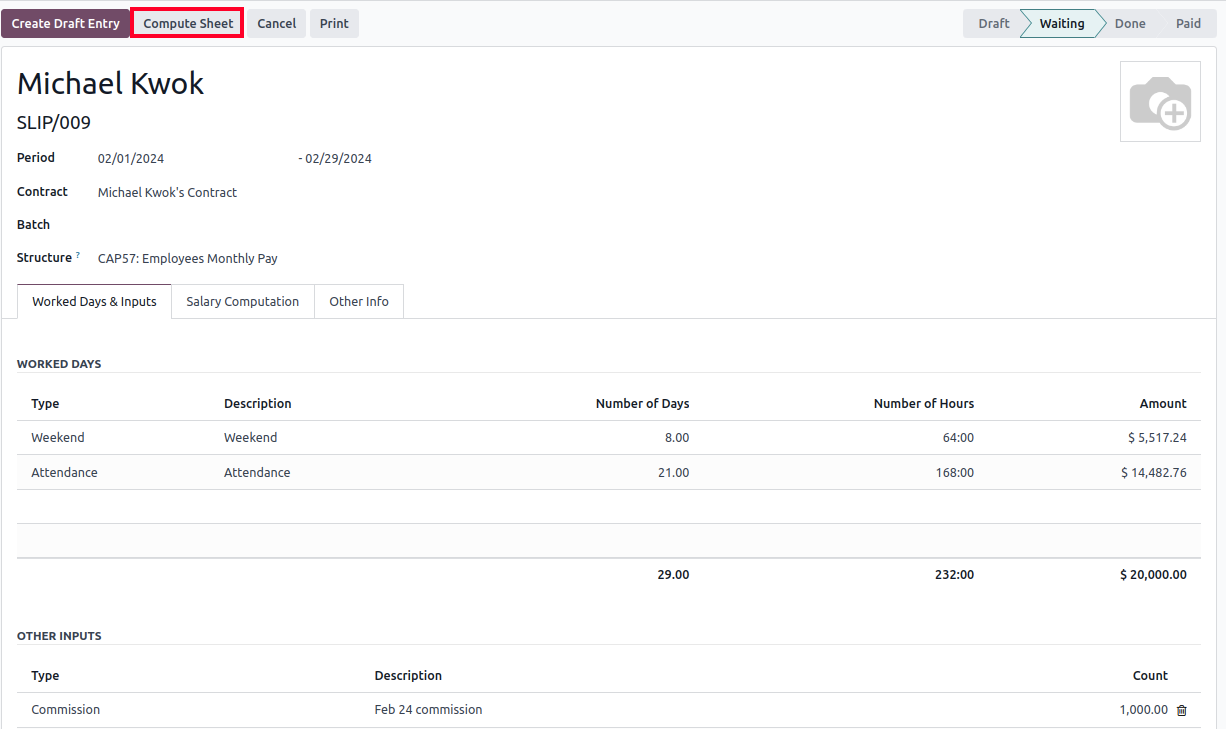 Create Draft Entry Compute Sheet Cancel Print Draft Waiting Done Paid
Michael Kwok
SLIP/009
Period 02/01/2024 - 02/29/2024
Contract Michael Kwok's Contract
Batch
Structure ? CAP57: Employees Monthly Pay
Worked Days & Inputs Salary Computation Other Info
WORKED DAYS
Type Description Number of Days Number of Hours Amount
Weekend Weekend 8.00 64:00 $ 5,517.24
Attendance Attendance 21.00 168:00 $ 14,482.76
29.00 232:00 $ 20,000.00
OTHER INPUTS
Type Description Count
Commission Feb 24 commission 1,000.00